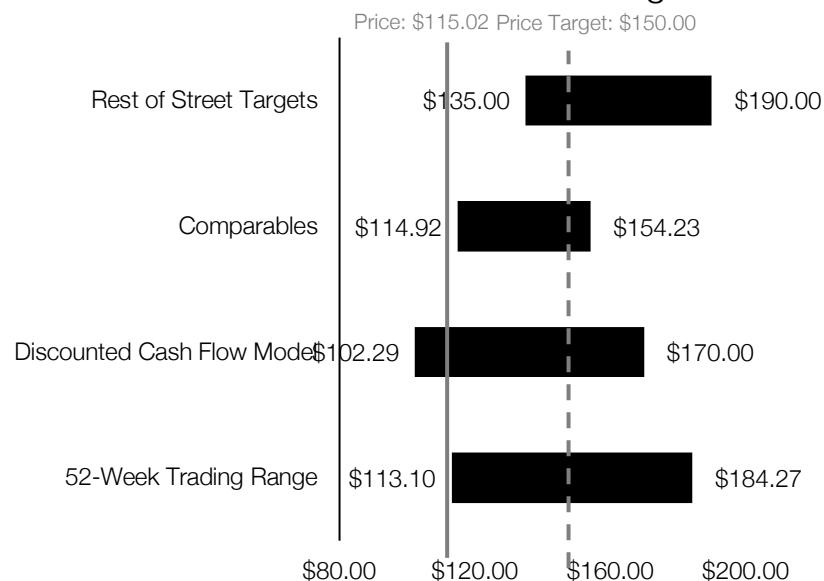 Price: $115.02 Price Target: $150.00
Rest of Street Targets $135.00 $190.00
Comparables $114.92 $154.23
Discounted Cash Flow Model $102.29 $170.00
52-Week Trading Range $113.10 $184.27
$80.00 $120.00 $160.00 $200.00